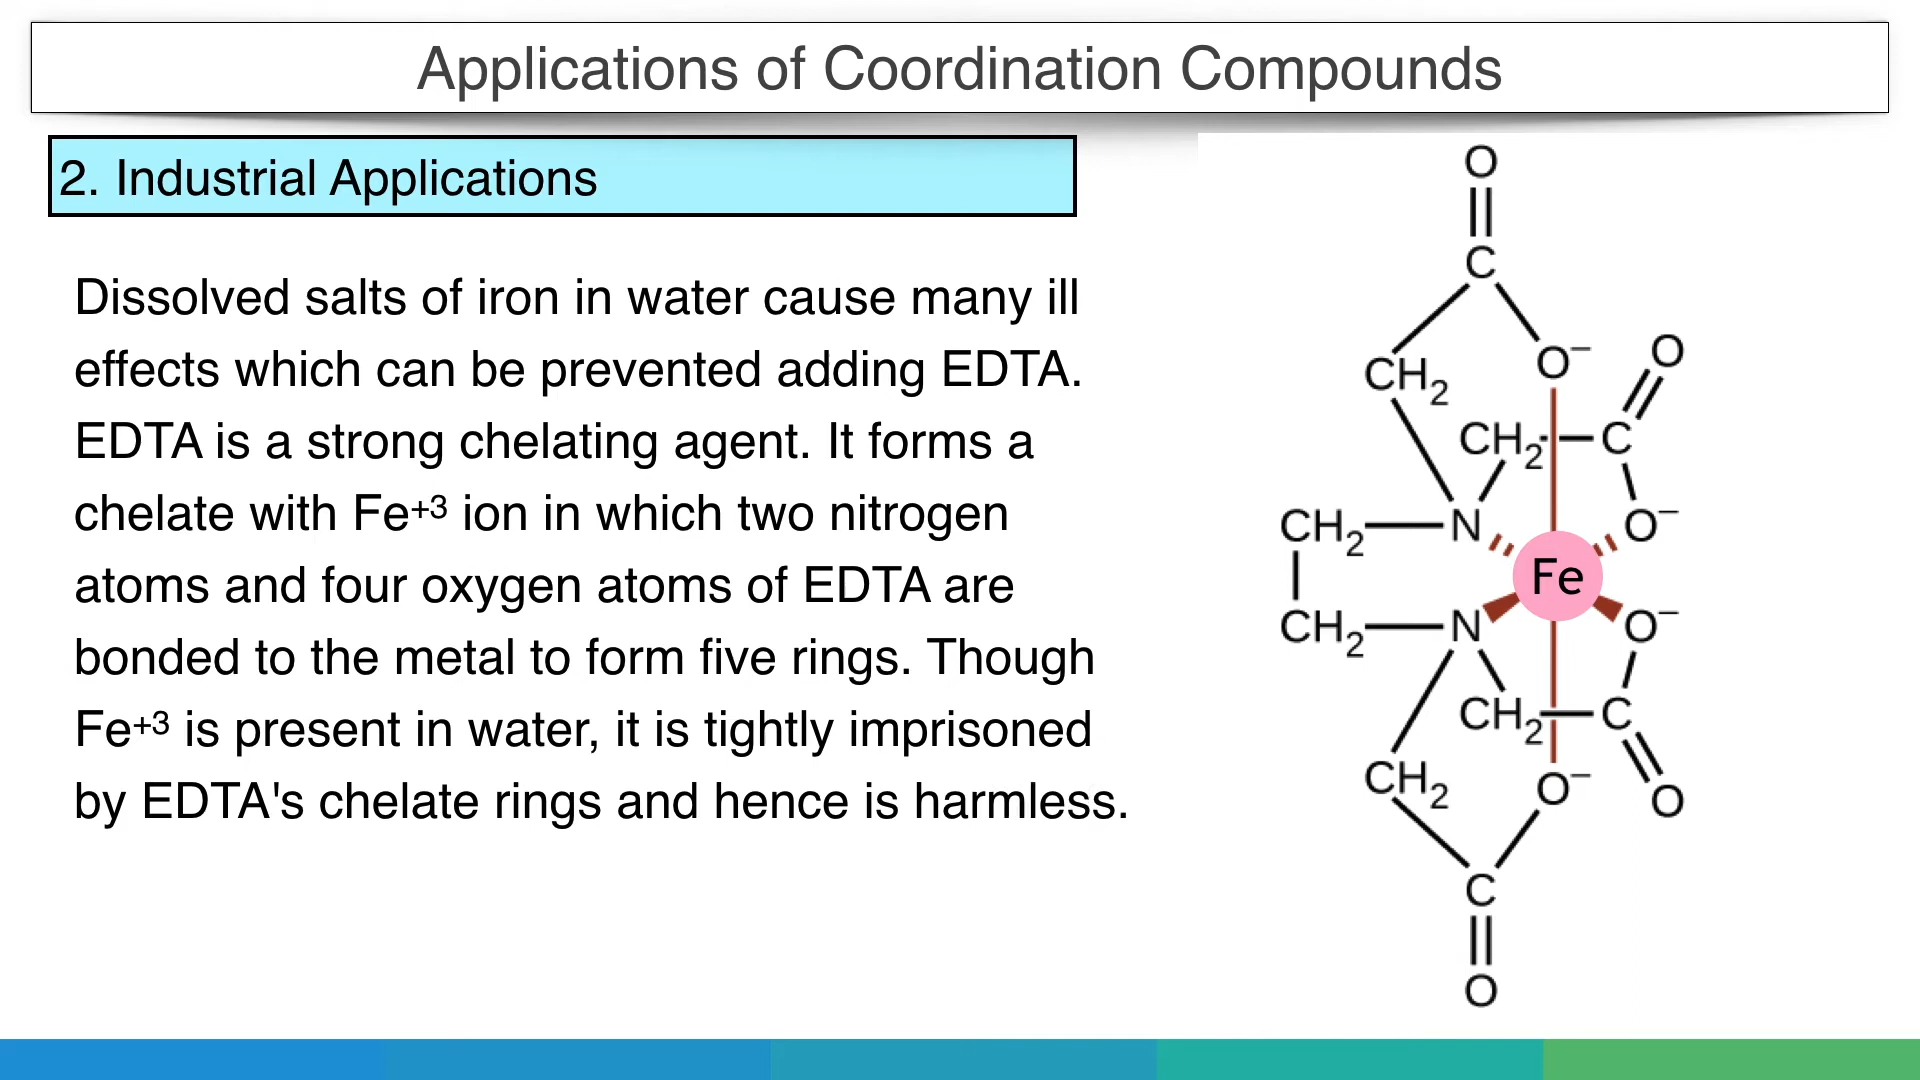 Applications of Coordination Compounds
2. Industrial Applications
Dissolved salts of iron in water cause many ill
effects which can be prevented adding EDTA.
EDTA is a strong chelating agent. It forms a
chelate with Fe⁺³ ion in which two nitrogen
atoms and four oxygen atoms of EDTA are
bonded to the metal to form five rings. Though
Fe⁺³ is present in water, it is tightly imprisoned
by EDTA's chelate rings and hence is harmless.
O
C
O⁻
O
CH₂
CH₂
C
CH₂
N
O⁻
Fe
CH₂
N
O⁻
CH₂
C
CH₂
O⁻
O
C
O